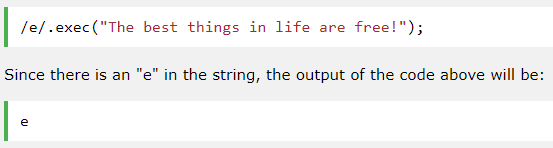 /e/.exec("The best things in life are free!");
Since there is an "e" in the string, the output of the code above will be:
e